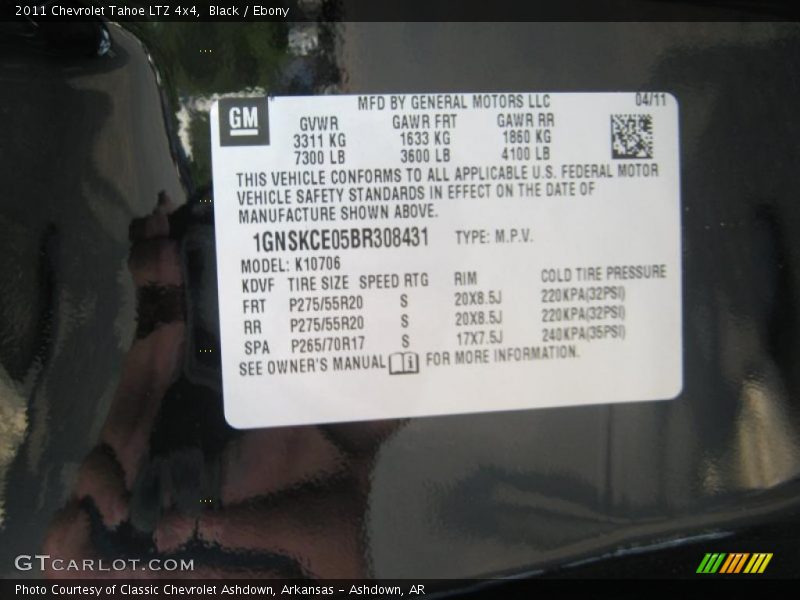 2011 Chevrolet Tahoe LTZ 4x4, Black / Ebony
GM
MFD BY GENERAL MOTORS LLC 04/11
GVWR GAWR FRT GAWR RR
3311 KG 1633 KG 1860 KG
7300 LB 3600 LB 4100 LB
THIS VEHICLE CONFORMS TO ALL APPLICABLE U.S. FEDERAL MOTOR
VEHICLE SAFETY STANDARDS IN EFFECT ON THE DATE OF
MANUFACTURE SHOWN ABOVE.
1GNSKCE05BR308431 TYPE: M.P.V.
MODEL: K10706
KDVF TIRE SIZE SPEED RTG RIM COLD TIRE PRESSURE
FRT P275/55R20 S 20X8.5J 220KPA(32PSI)
RR P275/55R20 S 20X8.5J 220KPA(32PSI)
SPA P265/70R17 S 17X7.5J 240KPA(35PSI)
SEE OWNER'S MANUAL i FOR MORE INFORMATION.
GTCARLOT.COM
Photo Courtesy of Classic Chevrolet Ashdown, Arkansas - Ashdown, AR